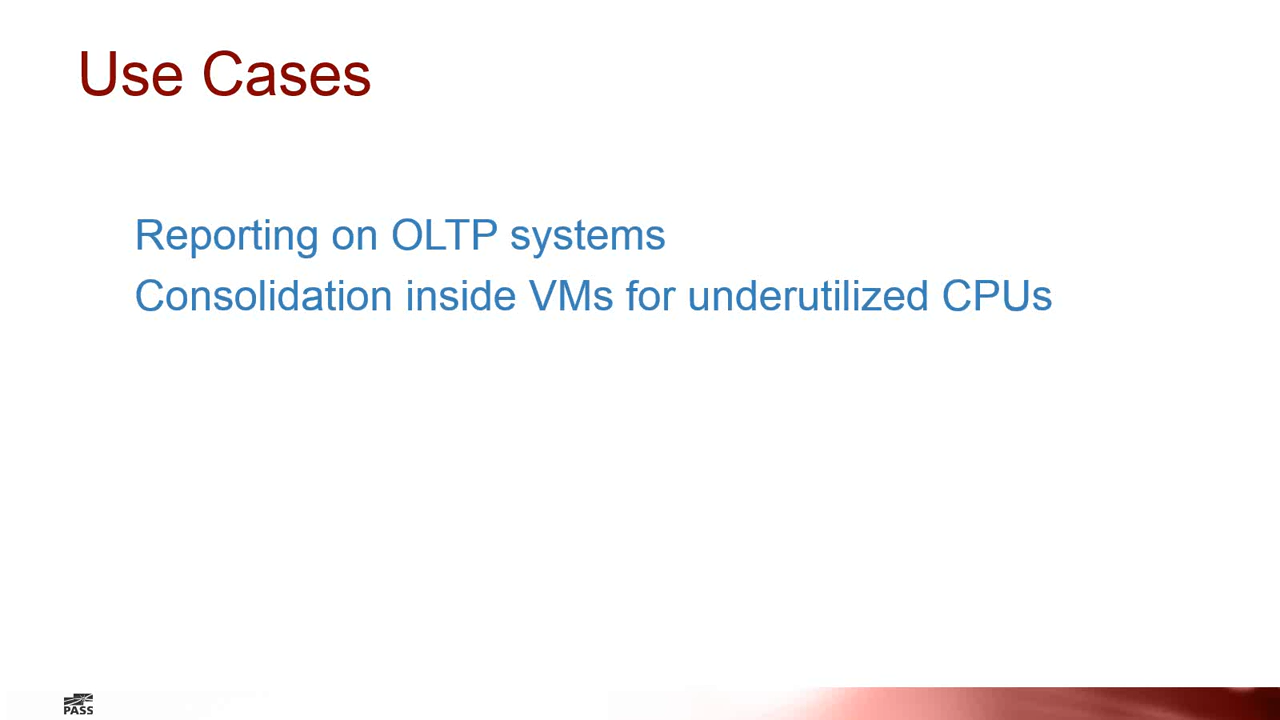 Use Cases
Reporting on OLTP systems
Consolidation inside VMs for underutilized CPUs
PASS